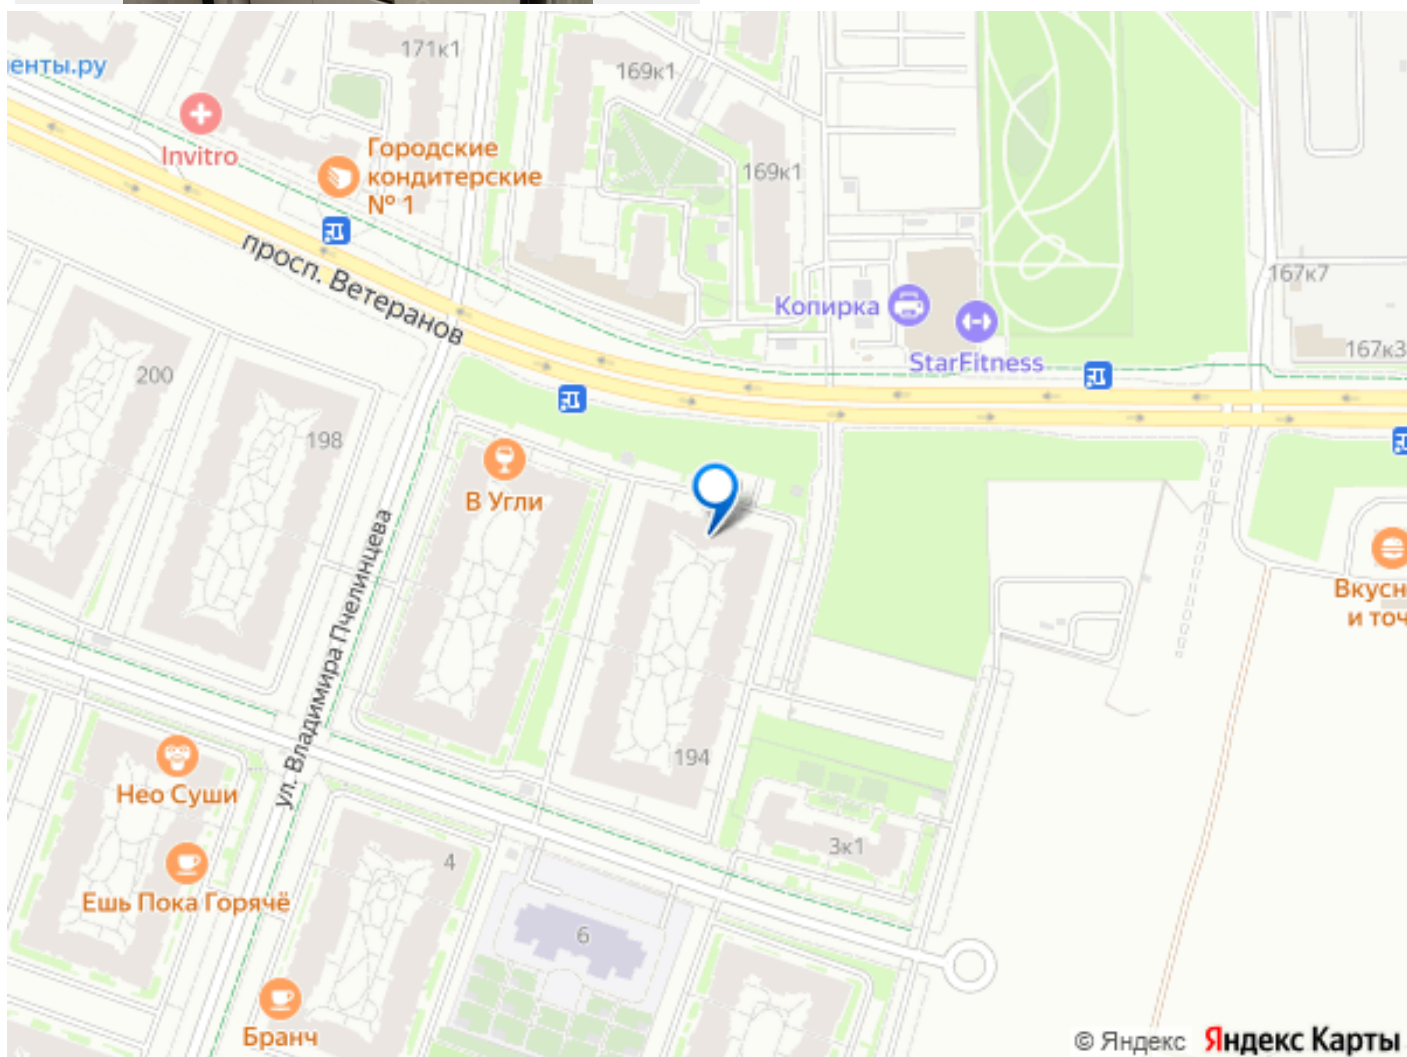 171к1
169к1
енты.ру
Invitro
Городские
кондитерские
№ 1
169к1
просп. Ветеранов
167к7
Копирка
StarFitness
167к3
200
198
В Угли
ул. Владимира Пчелинцева
Вкусн
и точ
194
Нео Суши
3к1
4
Ешь Пока Горячё
6
Бранч
© Яндекс Яндекс Карты